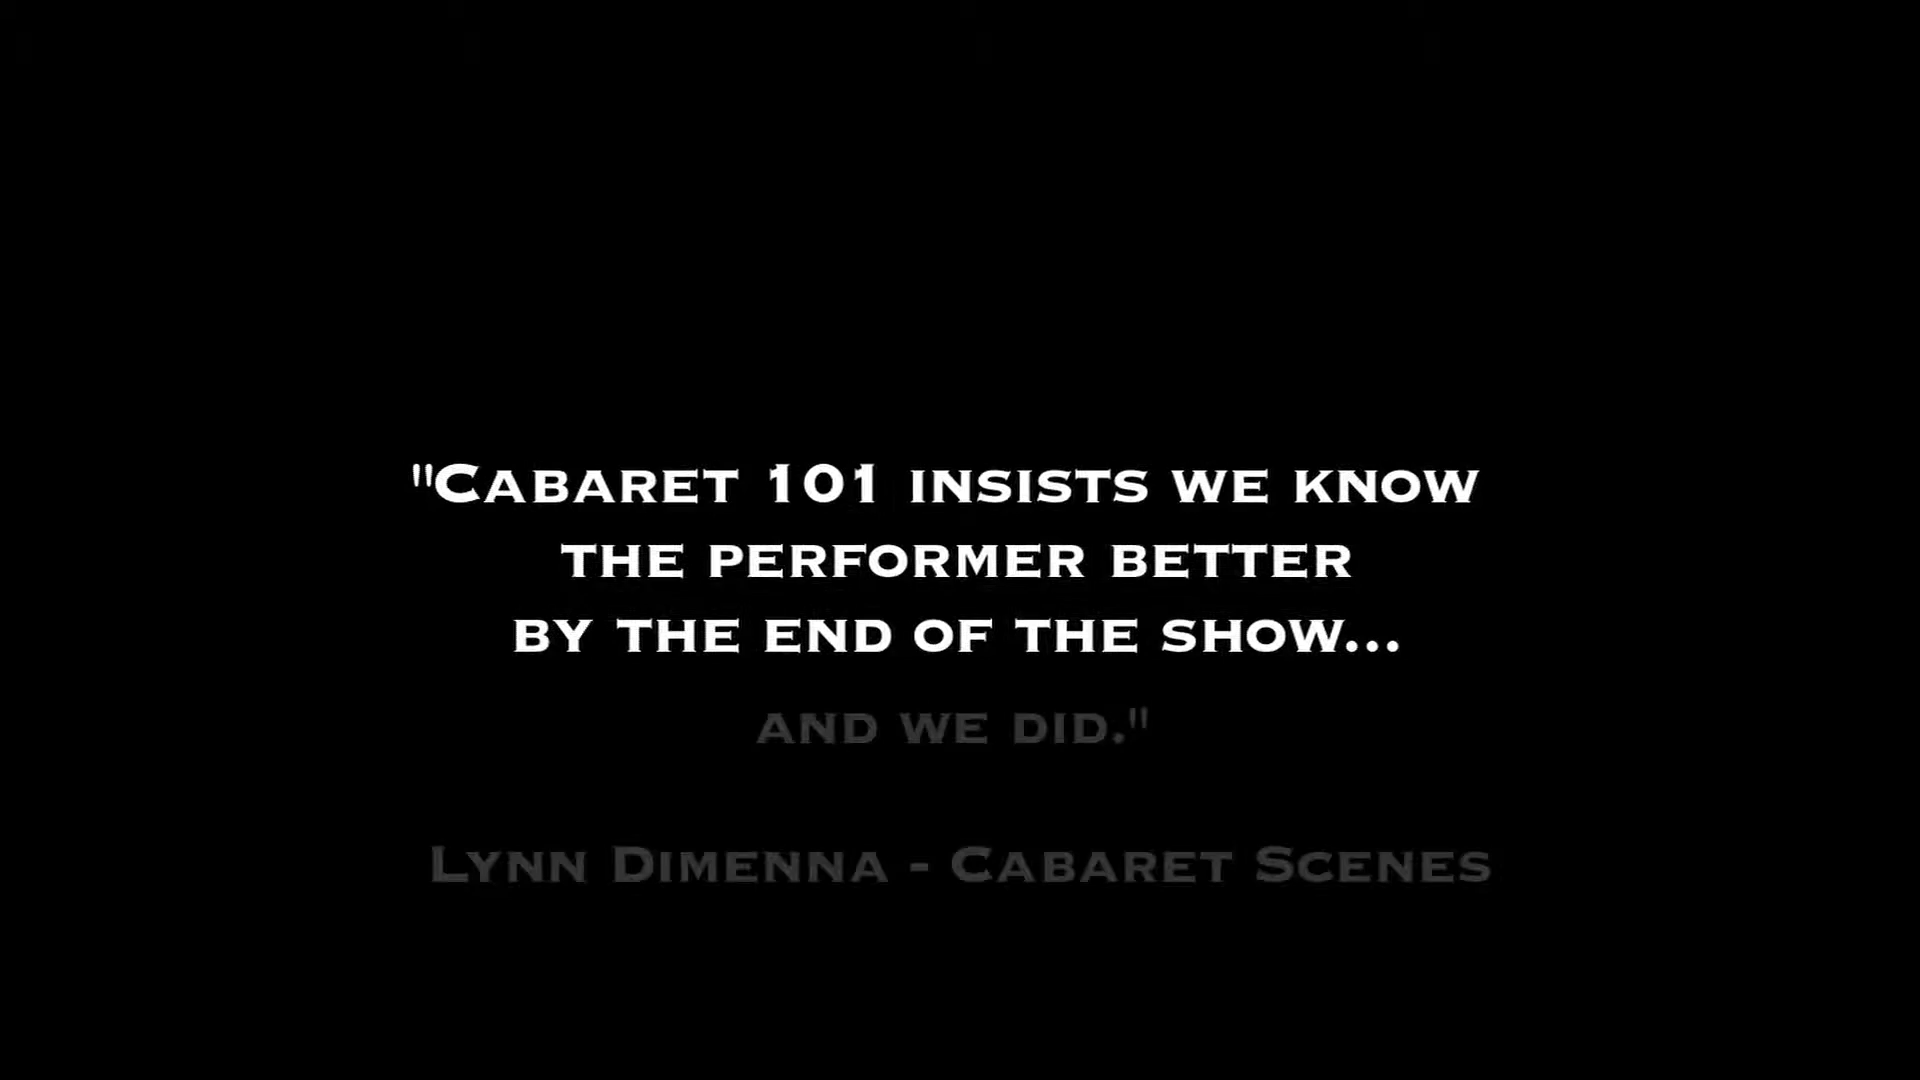 "Cabaret 101 insists we know
the performer better
by the end of the show...
and we did."
Lynn Dimenna - Cabaret Scenes